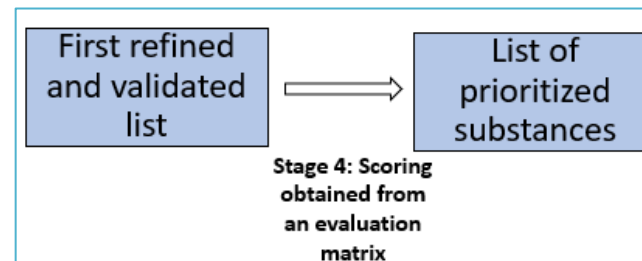 First refined
and validated
list
List of
prioritized
substances
Stage 4: Scoring
obtained from
an evaluation
matrix